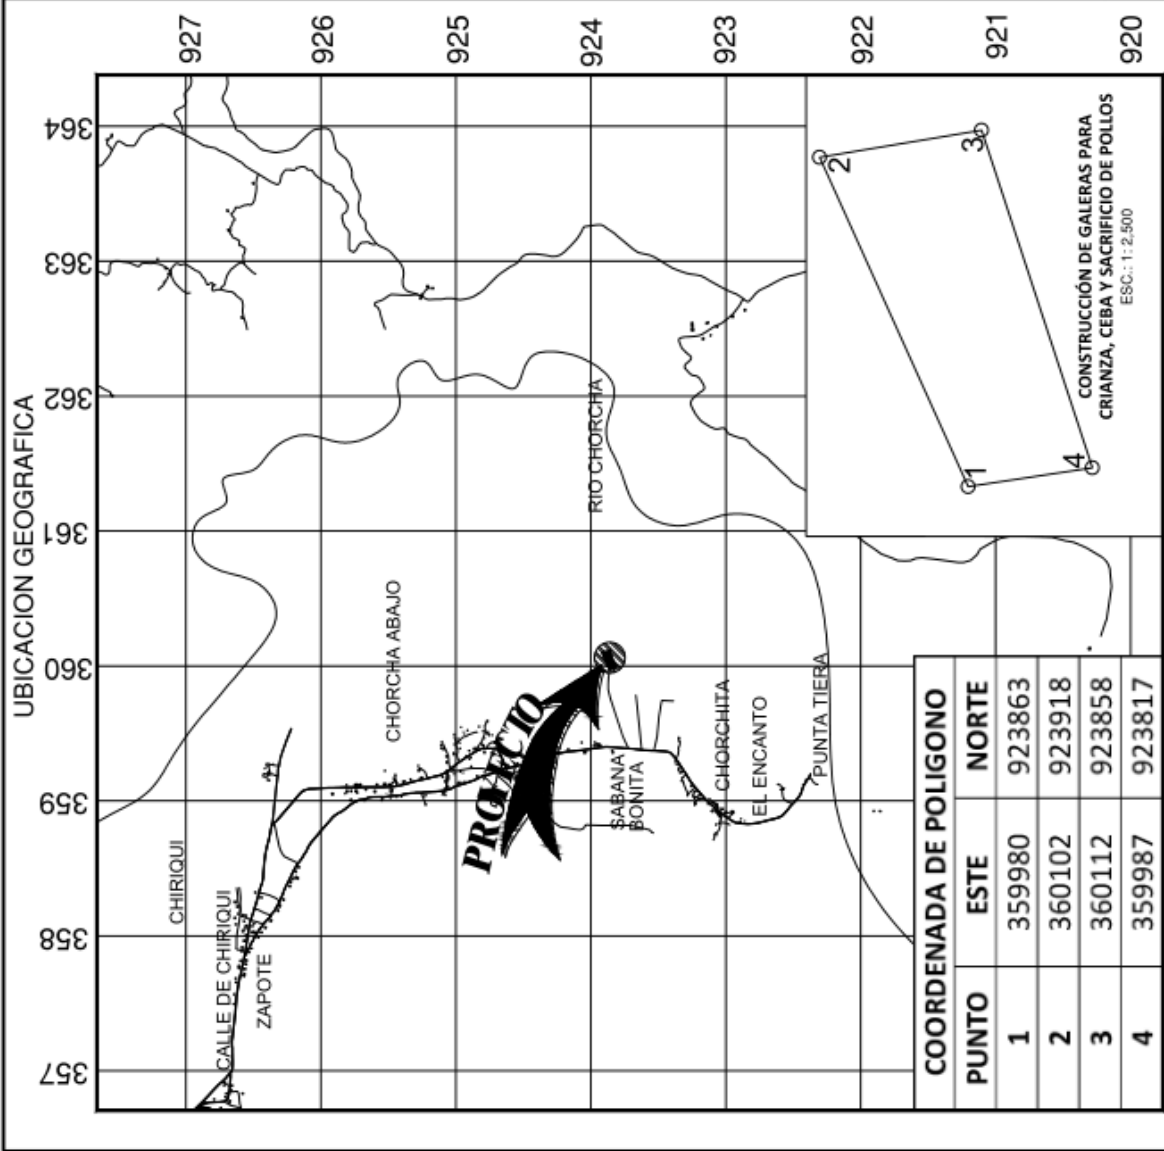 UBICACION GEOGRAFICA
357
358
359
360
361
362
363
364
927
926
925
924
923
922
921
920
CHIRIQUI
CALLE DE CHIRIQUI
ZAPOTE
CHORCHA ABAJO
PROYECTO
RIO CHORCHA
SABANA
BONITA
CHORCHITA
EL ENCANTO
PUNTA TIERA
1
2
3
4
CONSTRUCCIÓN DE GALERAS PARA
CRIANZA, CEBA Y SACRIFICIO DE POLLOS
ESC.: 1: 2,500
COORDENADA DE POLIGONO
PUNTO ESTE NORTE
1 359980 923863
2 360102 923918
3 360112 923858
4 359987 923817